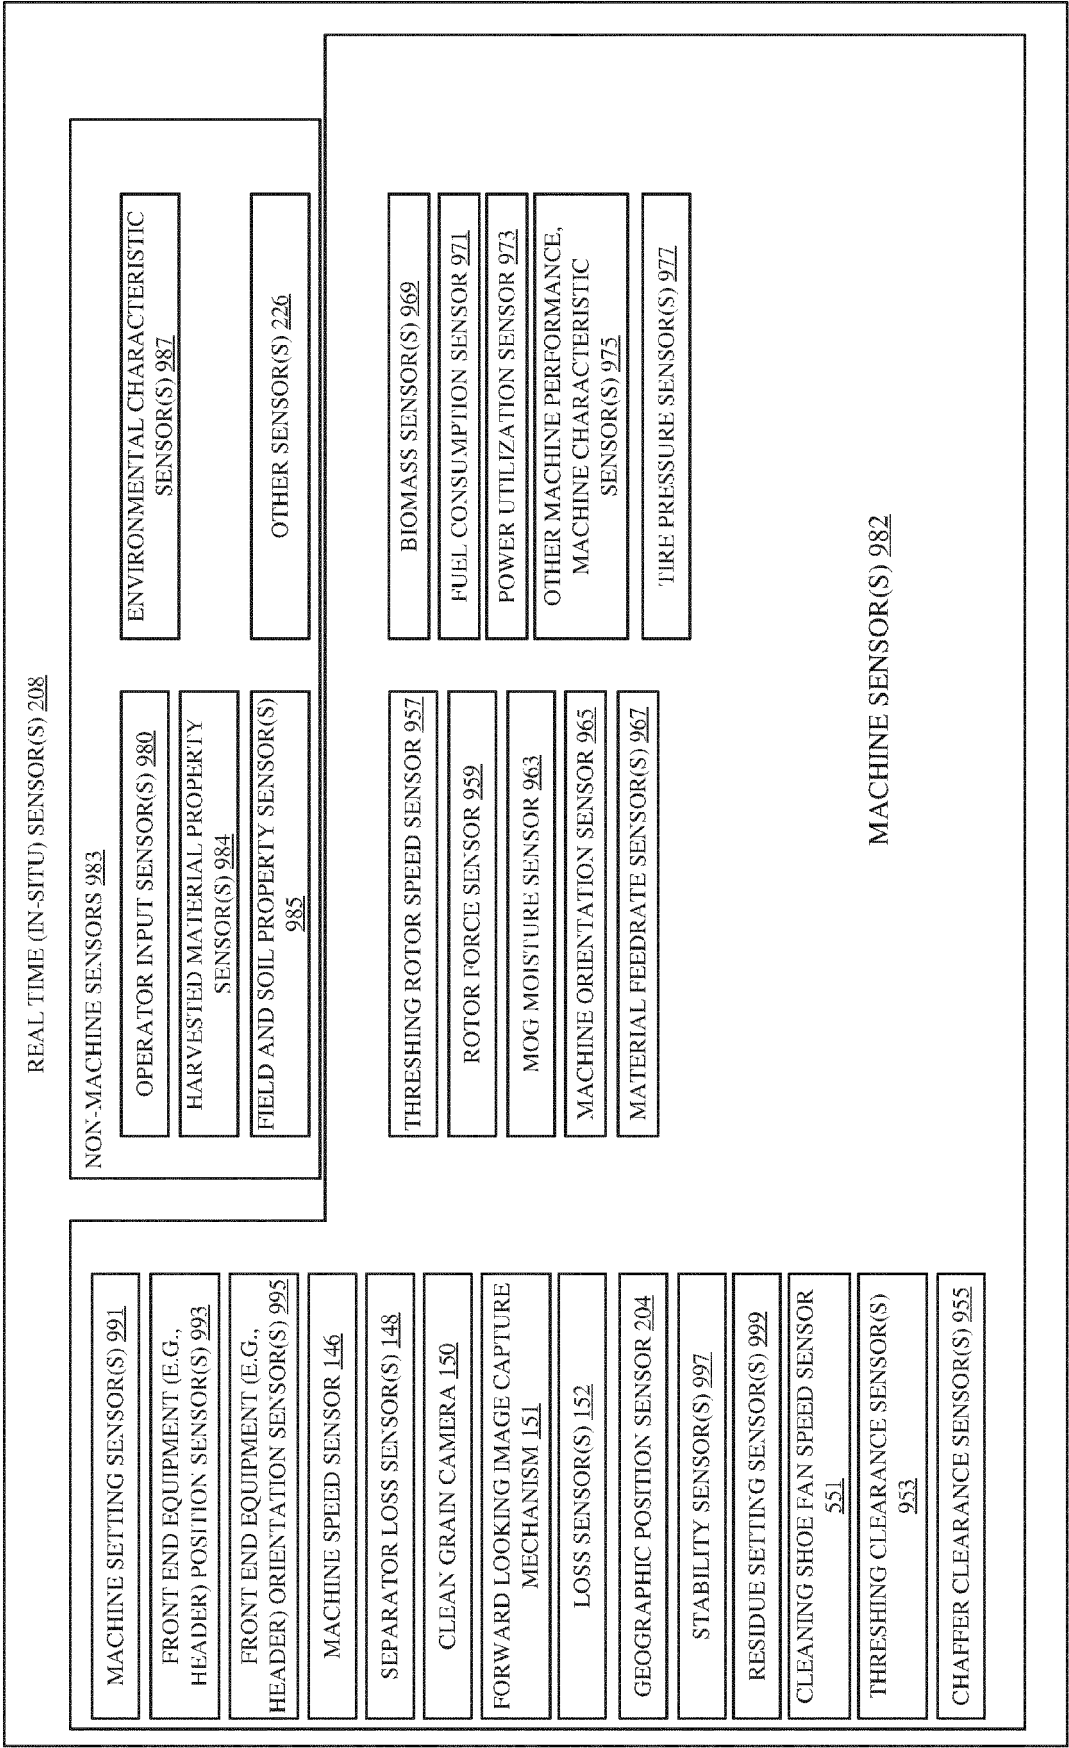 REAL TIME (IN-SITU) SENSOR(S) 208
NON-MACHINE SENSORS 983
OPERATOR INPUT SENSOR(S) 980
HARVESTED MATERIAL PROPERTY
SENSOR(S) 984
FIELD AND SOIL PROPERTY SENSOR(S)
985
ENVIRONMENTAL CHARACTERISTIC
SENSOR(S) 987
OTHER SENSOR(S) 226
MACHINE SETTING SENSOR(S) 991
FRONT END EQUIPMENT (E.G.,
HEADER) POSITION SENSOR(S) 993
FRONT END EQUIPMENT (E.G.,
HEADER) ORIENTATION SENSOR(S) 995
MACHINE SPEED SENSOR 146
SEPARATOR LOSS SENSOR(S) 148
CLEAN GRAIN CAMERA 150
FORWARD LOOKING IMAGE CAPTURE
MECHANISM 151
LOSS SENSOR(S) 152
GEOGRAPHIC POSITION SENSOR 204
STABILITY SENSOR(S) 997
RESIDUE SETTING SENSOR(S) 999
CLEANING SHOE FAN SPEED SENSOR
551
THRESHING CLEARANCE SENSOR(S)
953
CHAFFER CLEARANCE SENSOR(S) 955
THRESHING ROTOR SPEED SENSOR 957
ROTOR FORCE SENSOR 959
MOG MOISTURE SENSOR 963
MACHINE ORIENTATION SENSOR 965
MATERIAL FEEDRATE SENSOR(S) 967
BIOMASS SENSOR(S) 969
FUEL CONSUMPTION SENSOR 971
POWER UTILIZATION SENSOR 973
OTHER MACHINE PERFORMANCE,
MACHINE CHARACTERISTIC
SENSOR(S) 975
TIRE PRESSURE SENSOR(S) 977
MACHINE SENSOR(S) 982